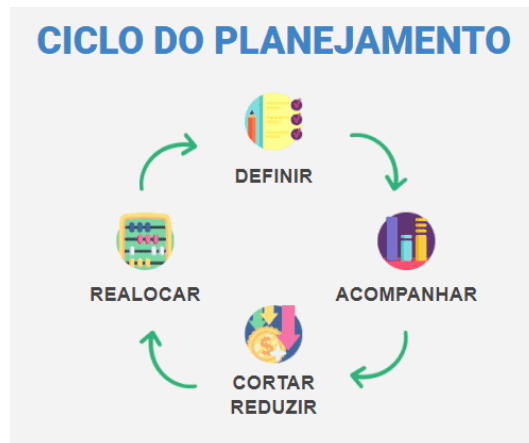 CICLO DO PLANEJAMENTO
DEFINIR
REALOCAR
ACOMPANHAR
CORTAR
REDUZIR